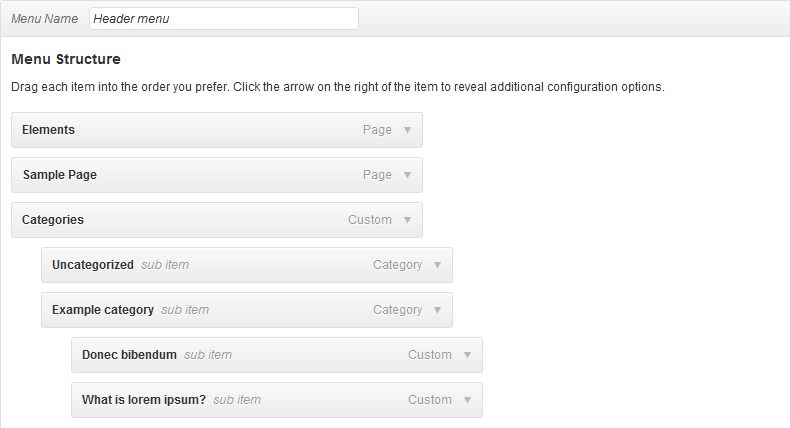 Menu Name Header menu
Menu Structure
Drag each item into the order you prefer. Click the arrow on the right of the item to reveal additional configuration options.
Elements Page
Sample Page Page
Categories Custom
Uncategorized sub item Category
Example category sub item Category
Donec bibendum sub item Custom
What is lorem ipsum? sub item Custom